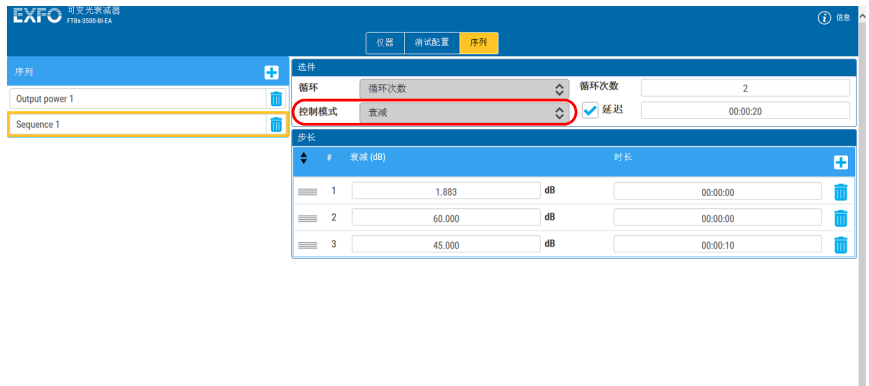 EXFO 可变光衰减器
FTBx-3500-BI-EA
信息
仪器 测试配置 序列
序列
Output power 1
Sequence 1
选件
循环 循环次数 循环次数 2
控制模式 衰减 延迟 00:00:20
步长
# 衰减 (dB) 时长
1 1.883 dB 00:00:00
2 60.000 dB 00:00:00
3 45.000 dB 00:00:10